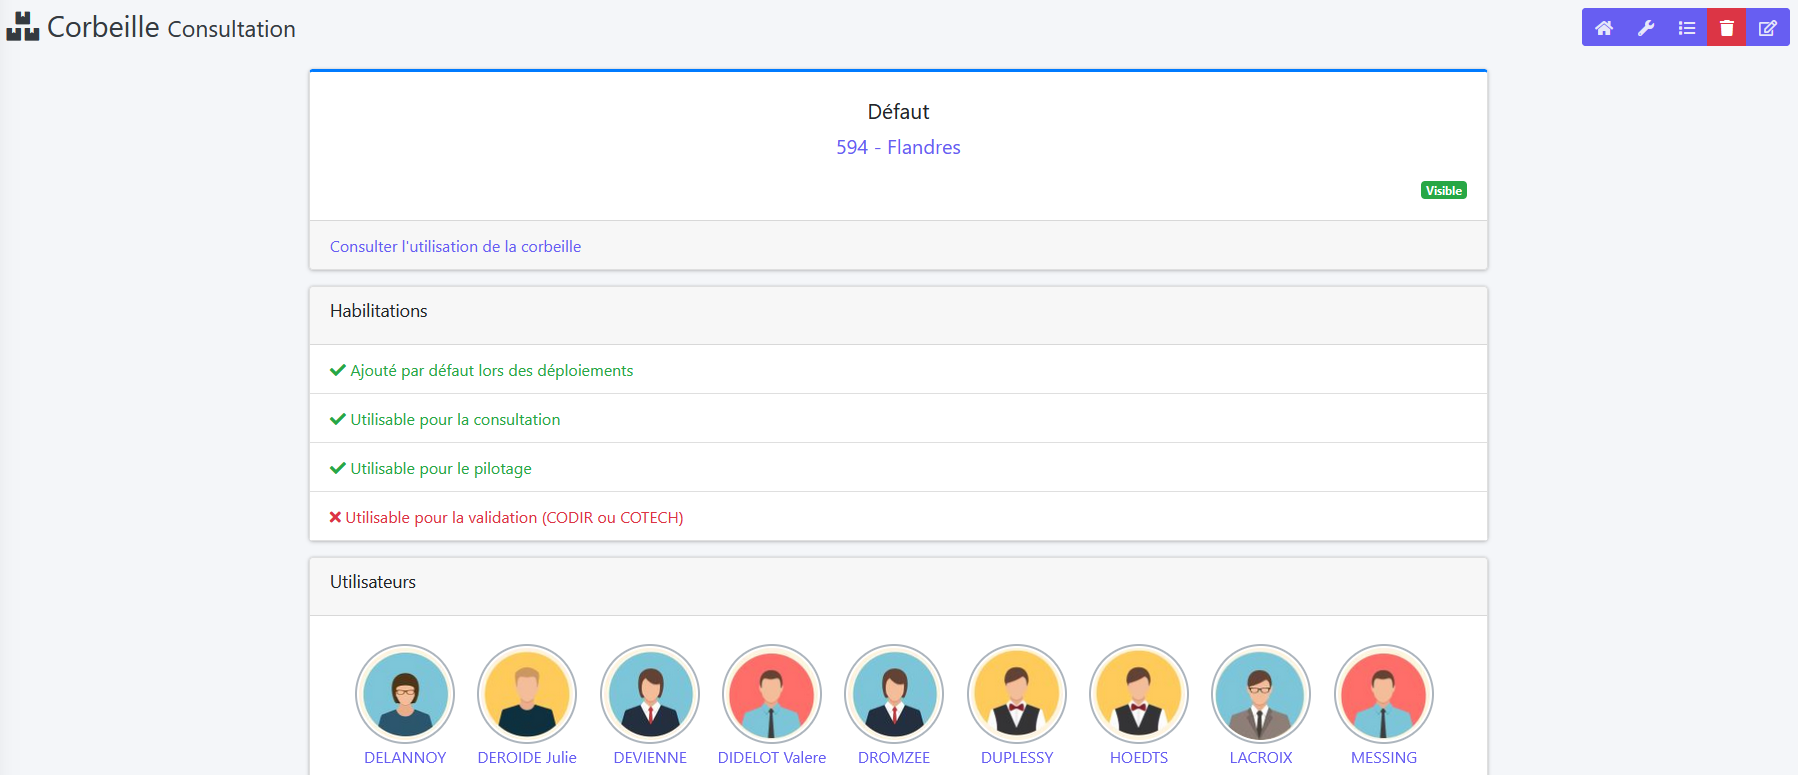 Corbeille Consultation
Défaut
594 - Flandres
Visible
Consulter l'utilisation de la corbeille
Habilitations
Ajouté par défaut lors des déploiements
Utilisable pour la consultation
Utilisable pour le pilotage
Utilisable pour la validation (CODIR ou COTECH)
Utilisateurs
DELANNOY DEROIDE Julie DEVIENNE DIDELOT Valere DROMZEE DUPLESSY HOEDTS LACROIX MESSING